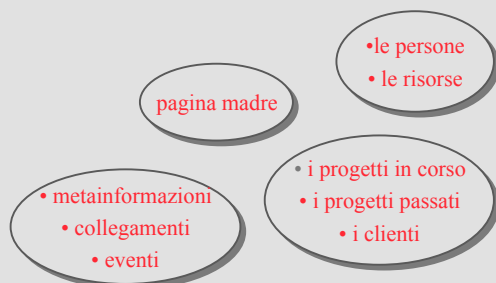 •le persone
• le risorse
pagina madre
• i progetti in corso
• i progetti passati
• i clienti
• metainformazioni
• collegamenti
• eventi